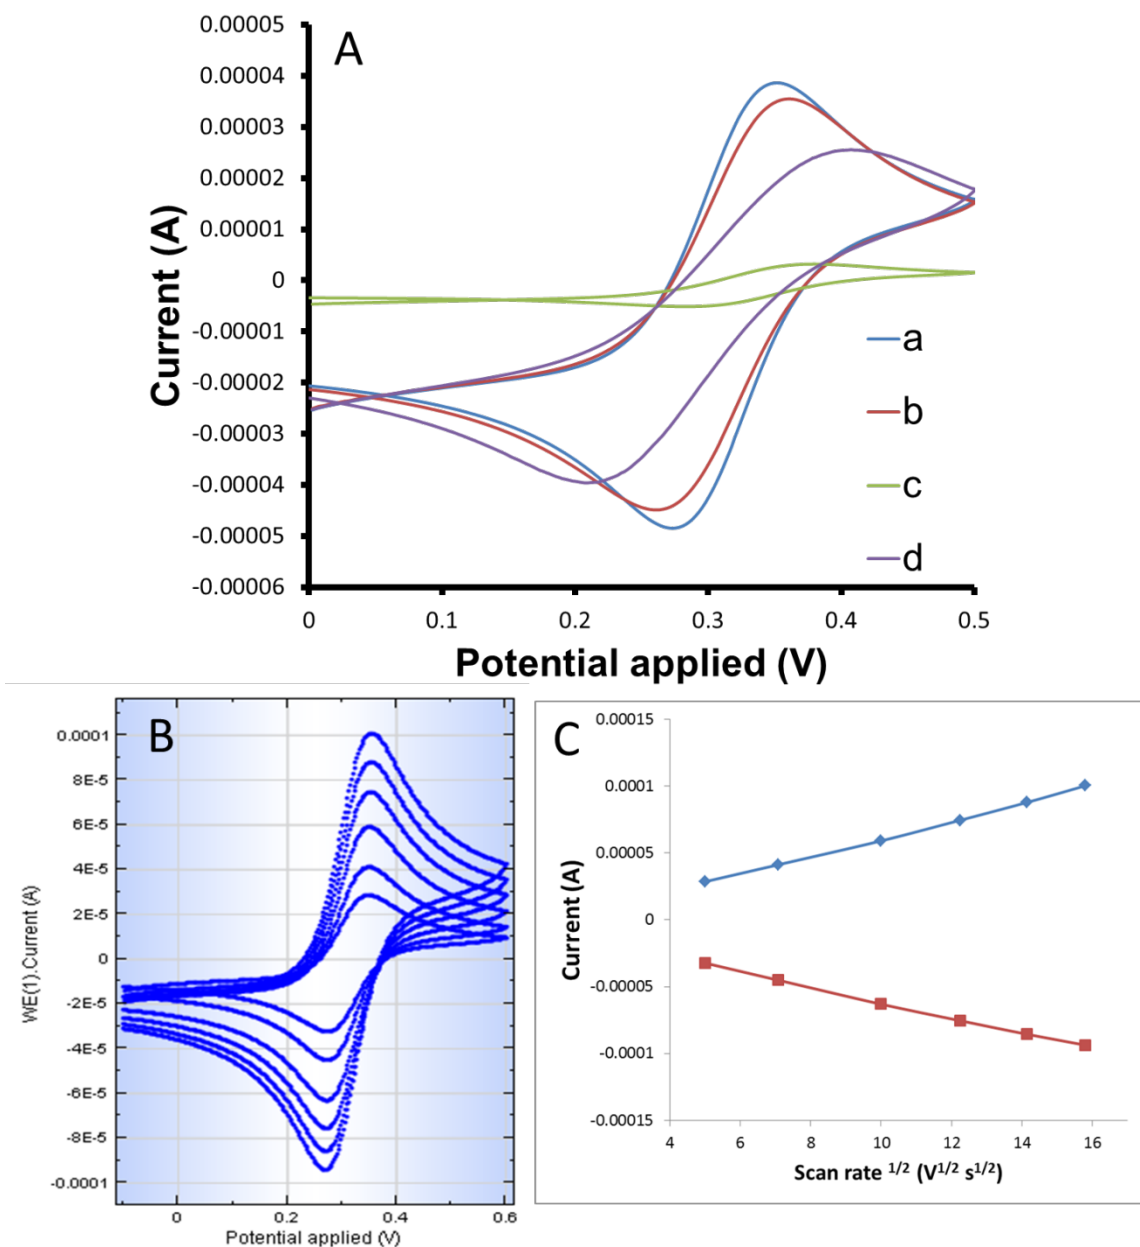 A
0.00005
0.00004
0.00003
0.00002
0.00001
0
-0.00001
-0.00002
-0.00003
-0.00004
-0.00005
-0.00006
Current (A)
a
b
c
d
0 0.1 0.2 0.3 0.4 0.5
Potential applied (V)
B
0.0001
8E-5
6E-5
4E-5
2E-5
0
-2E-5
-4E-5
-6E-5
-8E-5
-0.0001
WE(1).Current (A)
0 0.2 0.4 0.6
Potential applied (V)
C
0.00015
0.0001
0.00005
0
-0.00005
-0.0001
-0.00015
Current (A)
4 6 8 10 12 14 16
Scan rate ^1/2 (V^1/2 s^1/2)